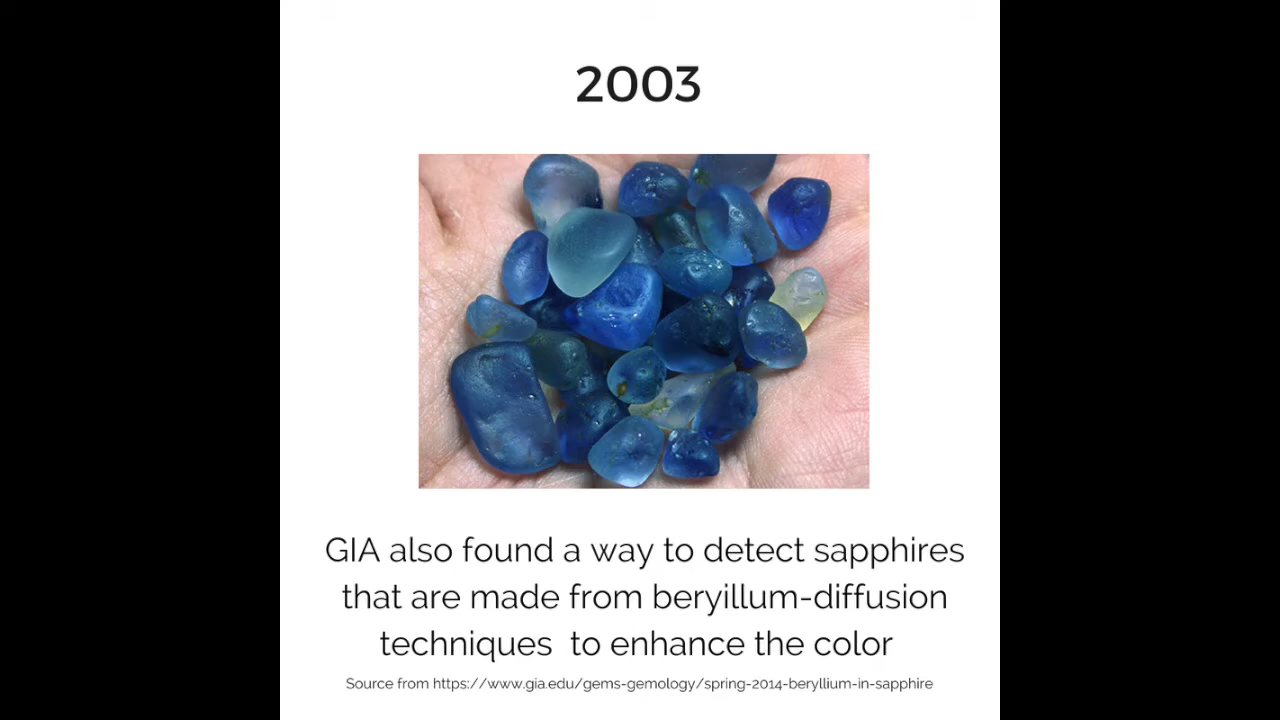 2003
GIA also found a way to detect sapphires
that are made from beryillum-diffusion
techniques  to enhance the color
Source from https://www.gia.edu/gems-gemology/spring-2014-beryllium-in-sapphire